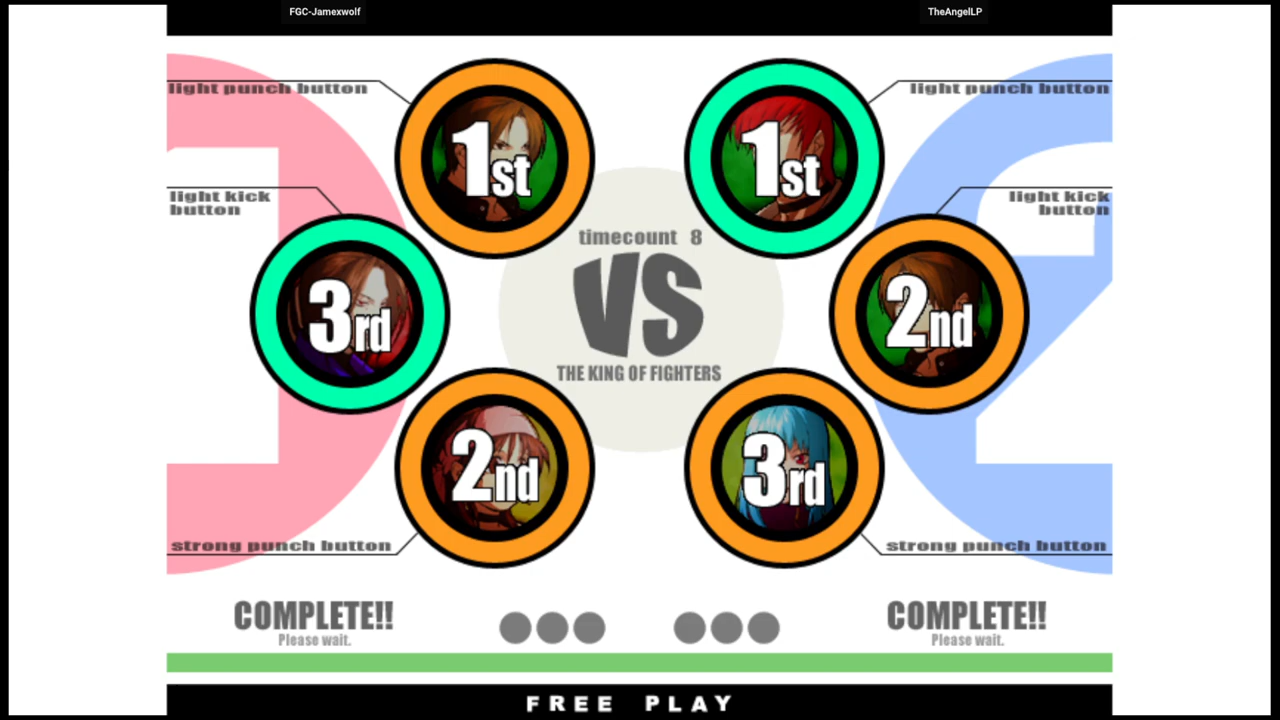 FGC-Jamexwolf
TheAngelLP
light punch button
light punch button
1st
1st
light kick
button
light kick
button
timecount 8
VS
THE KING OF FIGHTERS
3rd
2nd
2nd
3rd
strong punch button
strong punch button
COMPLETE!!
Please wait.
COMPLETE!!
Please wait.
FREE PLAY